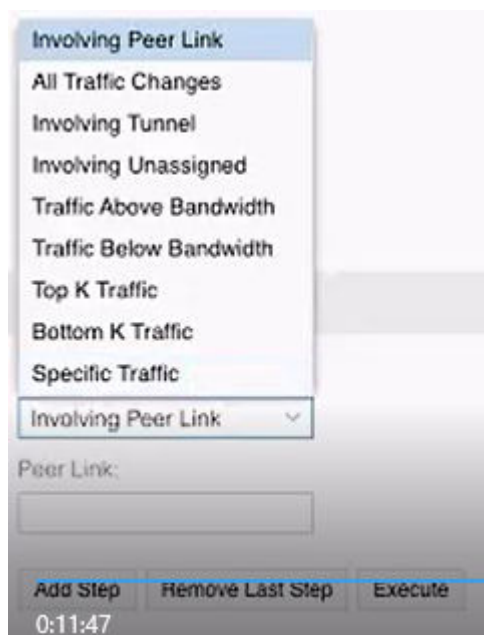 Involving Peer Link
All Traffic Changes
Involving Tunnel
Involving Unassigned
Traffic Above Bandwidth
Traffic Below Bandwidth
Top K Traffic
Bottom K Traffic
Specific Traffic
Involving Peer Link
Peer Link:
Add Step Remove Last Step Execute
0:11:47